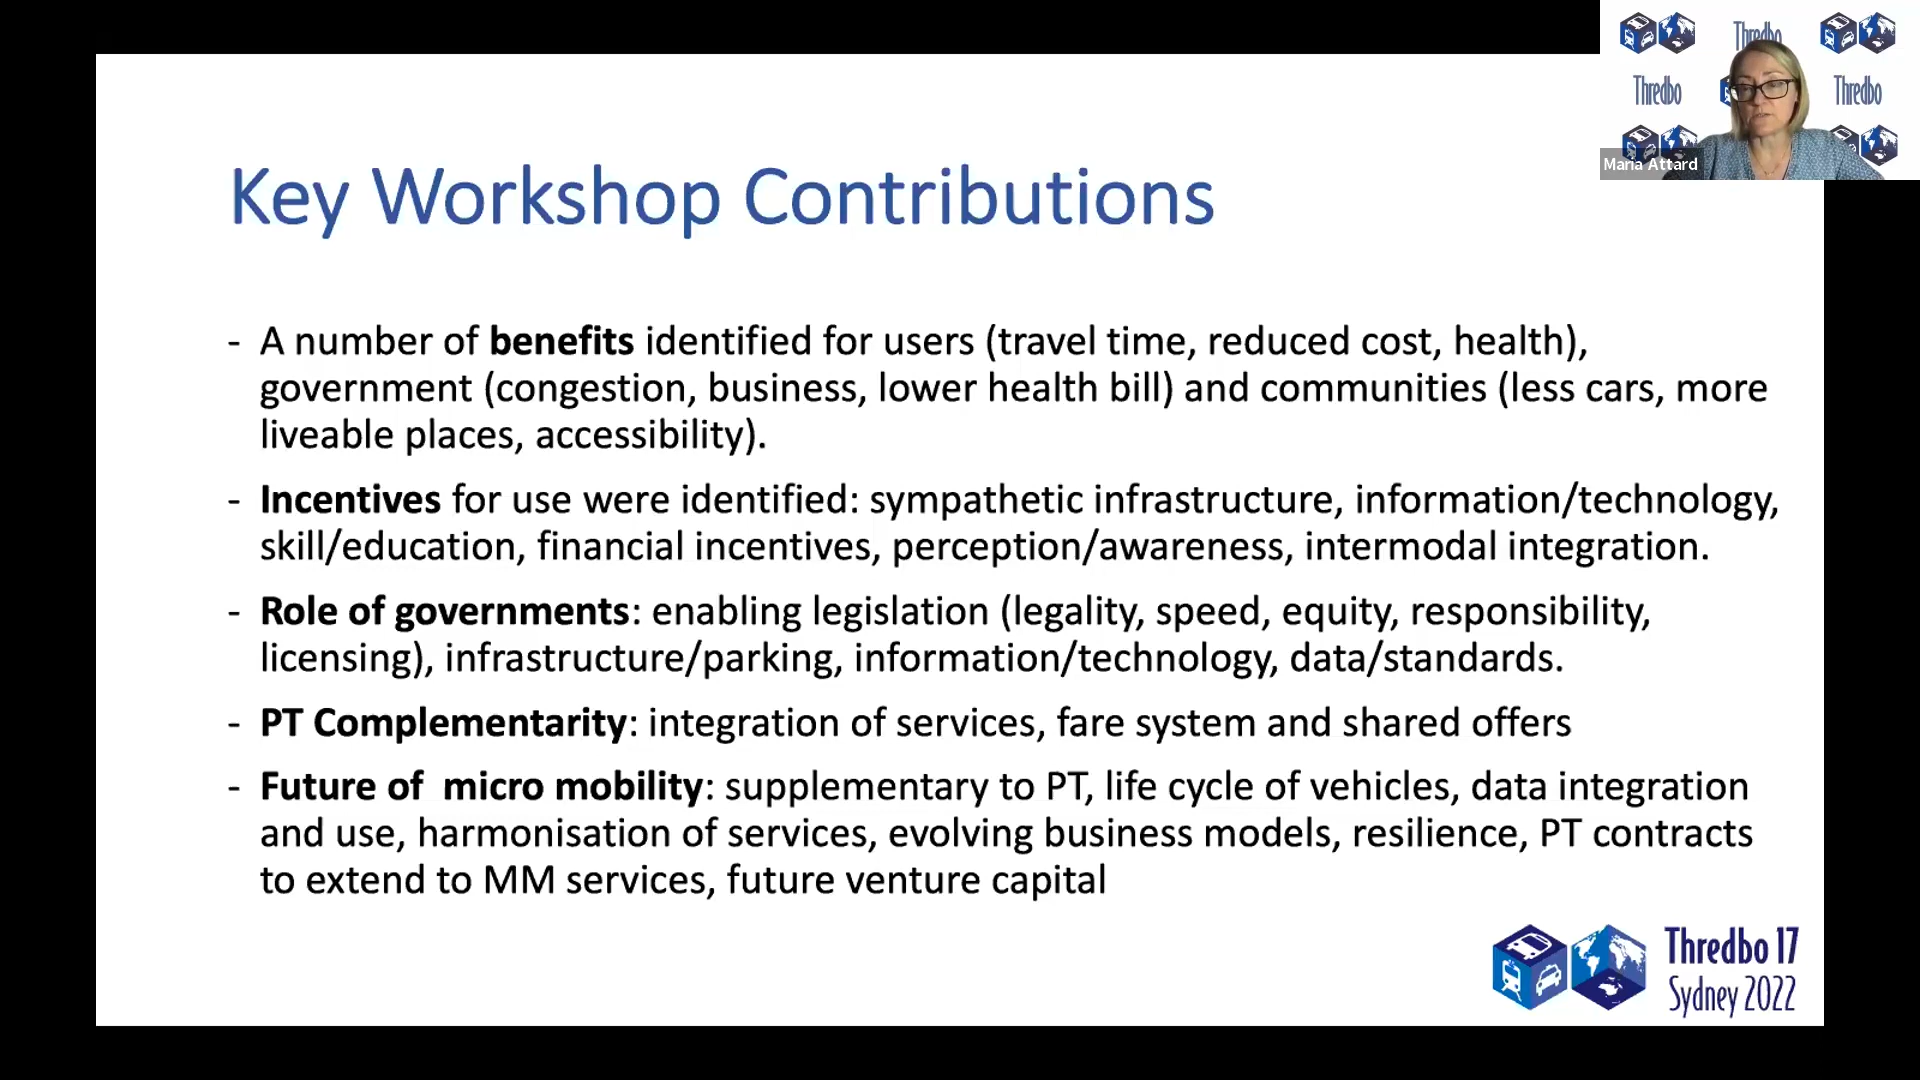 Thredbo
Thredbo
Thredbo
Maria Attard
Key Workshop Contributions
- A number of benefits identified for users (travel time, reduced cost, health),
government (congestion, business, lower health bill) and communities (less cars, more
liveable places, accessibility).
- Incentives for use were identified: sympathetic infrastructure, information/technology,
skill/education, financial incentives, perception/awareness, intermodal integration.
- Role of governments: enabling legislation (legality, speed, equity, responsibility,
licensing), infrastructure/parking, information/technology, data/standards.
- PT Complementarity: integration of services, fare system and shared offers
- Future of  micro mobility: supplementary to PT, life cycle of vehicles, data integration
and use, harmonisation of services, evolving business models, resilience, PT contracts
to extend to MM services, future venture capital
Thredbo 17
Sydney 2022